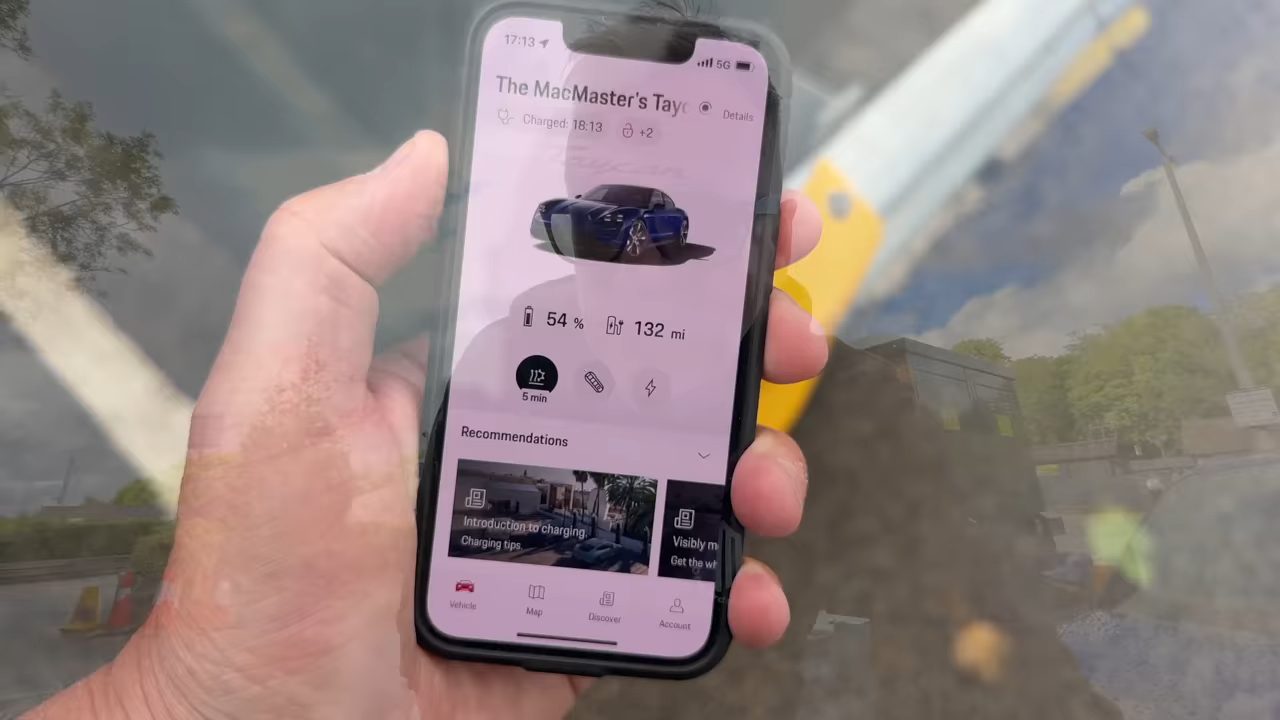 17:13
5G
The MacMaster's Tayc
Details
Charged: 18:13
+2
Taycan
54 %
132 mi
5 min
Recommendations
Introduction to charging.
Charging tips.
Visibly m
Get the wh
Vehicle
Map
Discover
Account